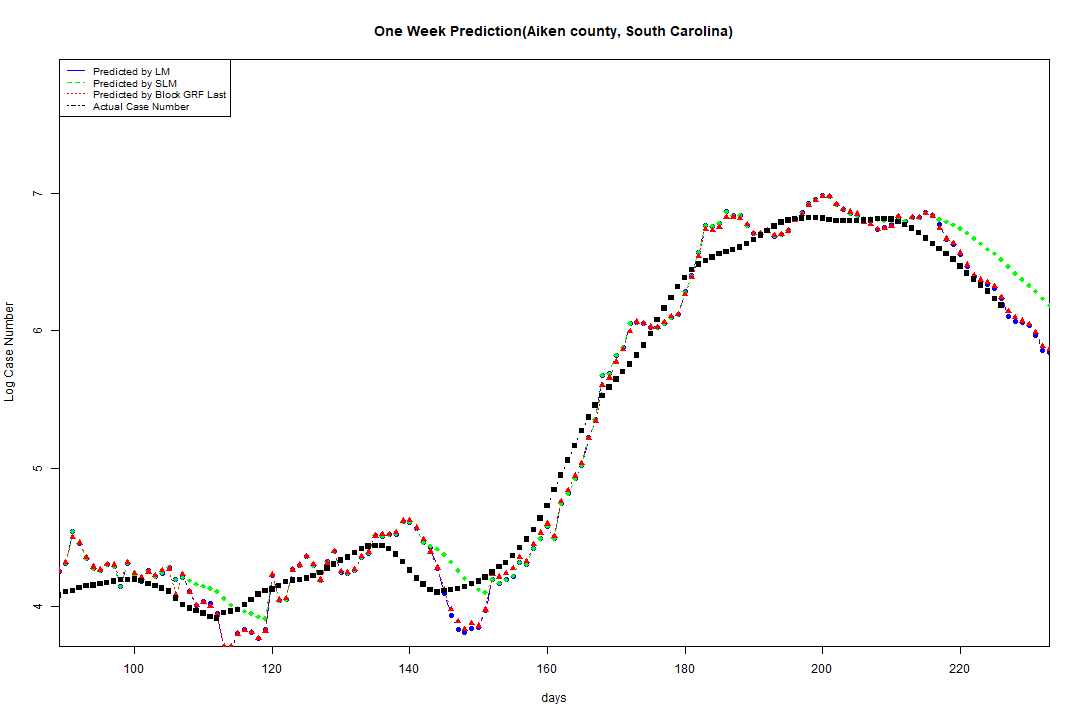 One Week Prediction(Aiken county, South Carolina)
Predicted by LM
Predicted by SLM
Predicted by Block GRF Last
Actual Case Number
7
6
5
4
Log Case Number
100 120 140 160 180 200 220
days